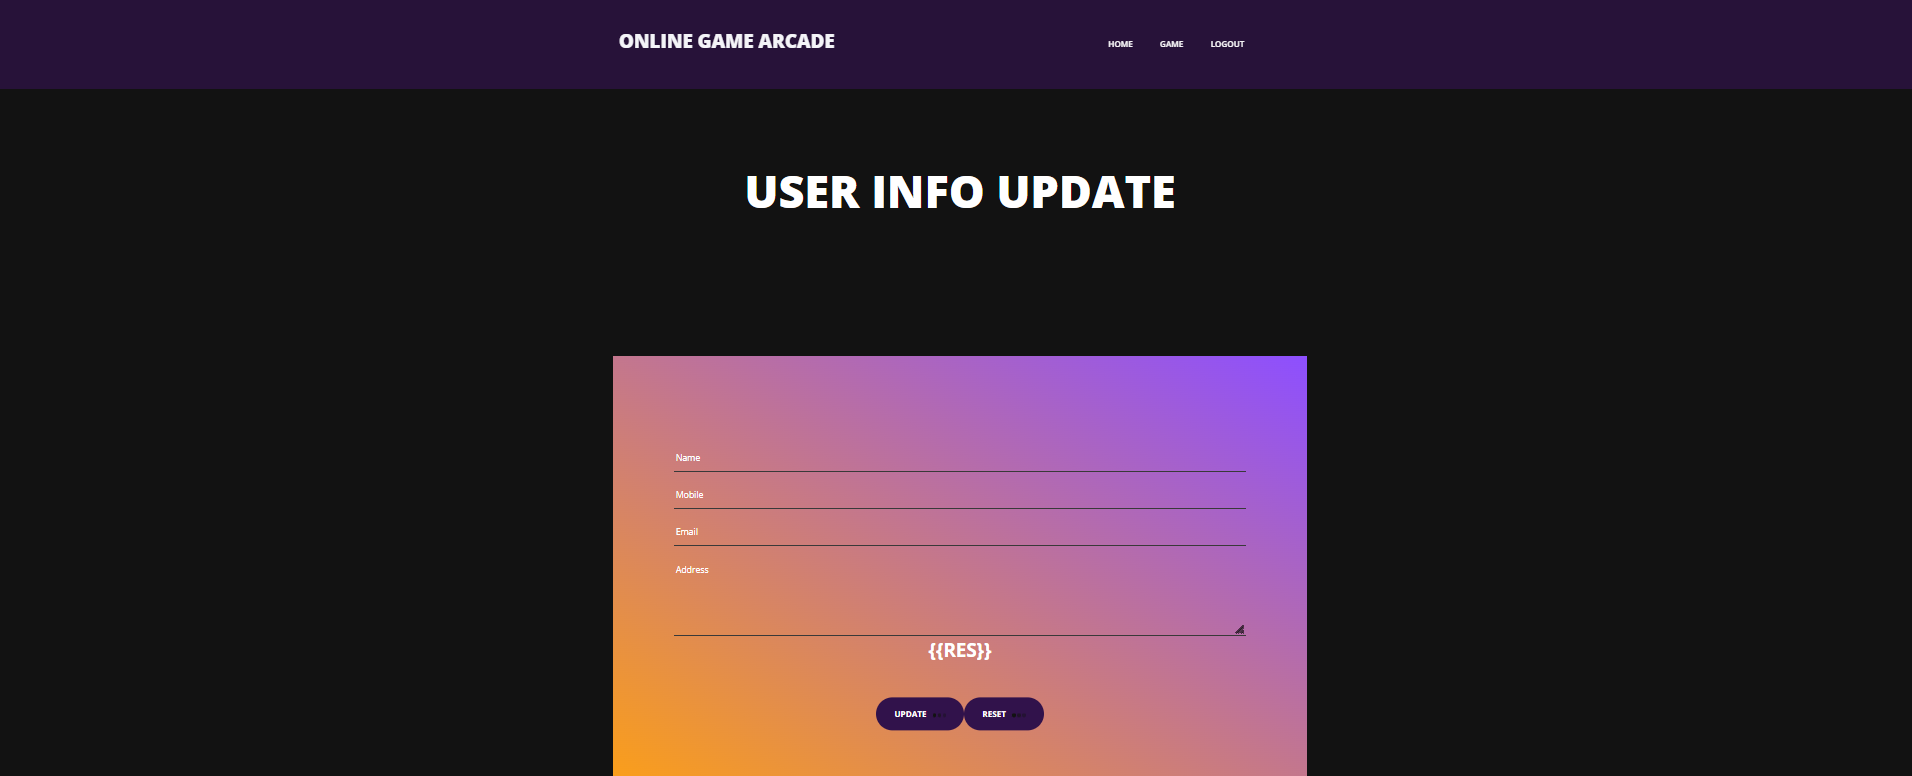 ONLINE GAME ARCADE
HOME GAME LOGOUT
USER INFO UPDATE
Name
Mobile
Email
Address
{{RES}}
UPDATE RESET